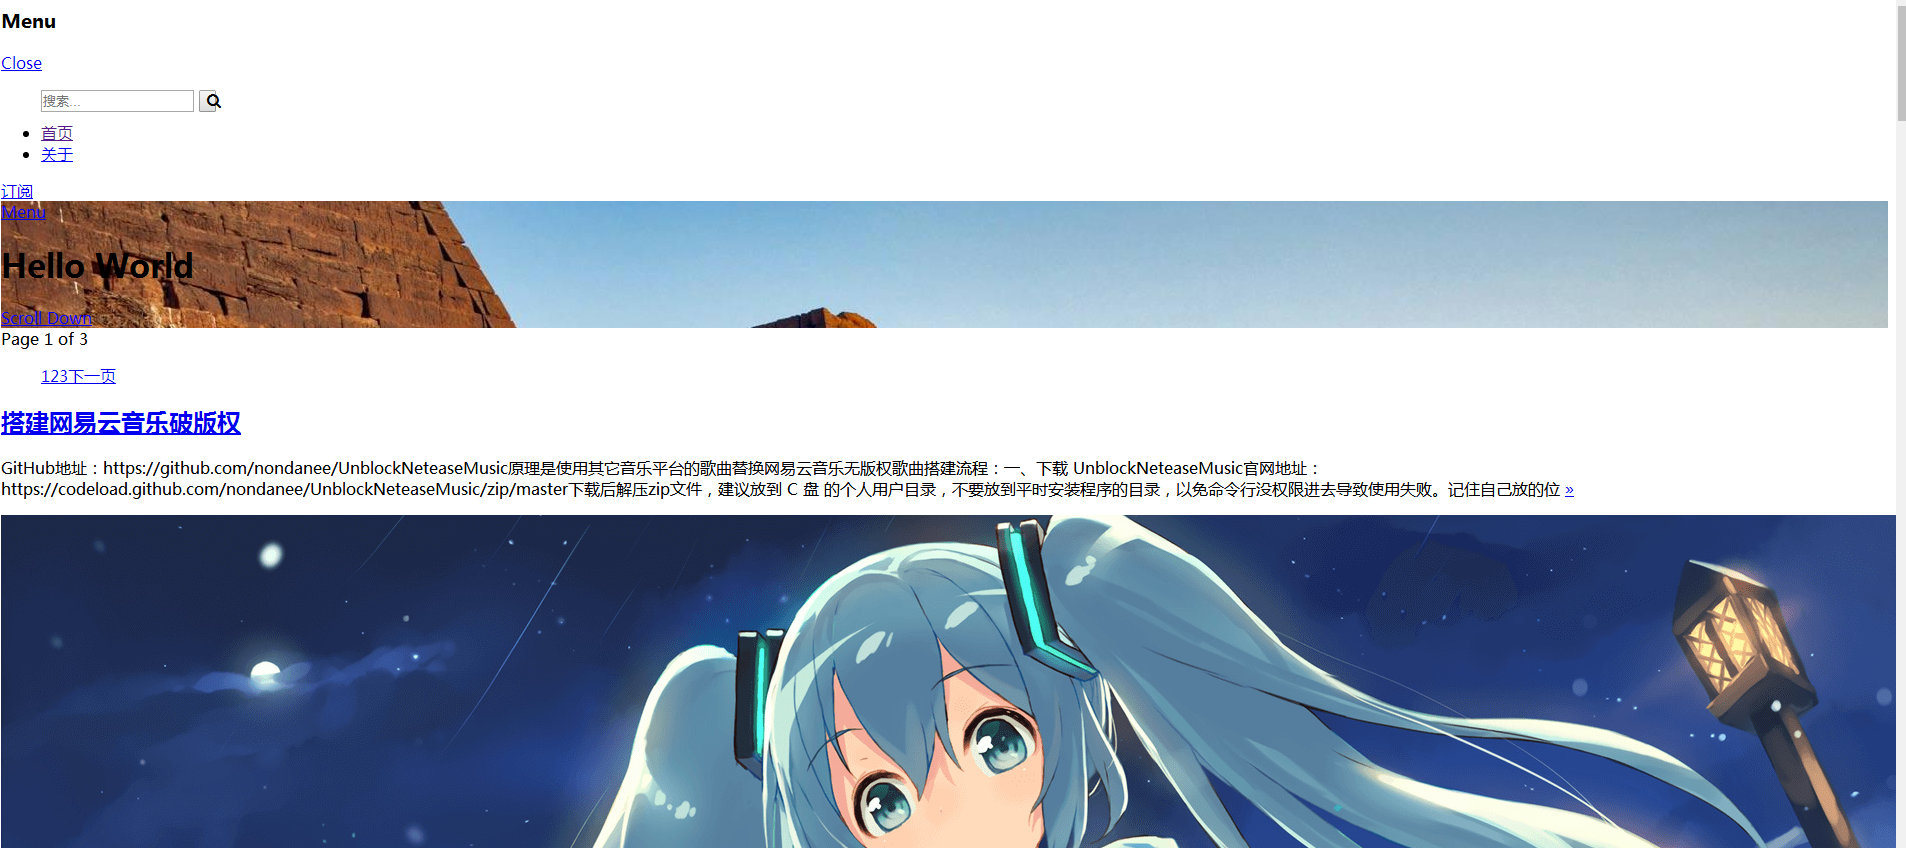 Menu
Close
搜索...
首页
关于
订阅
Menu
Hello World
Scroll Down
Page 1 of 3
123下一页
搭建网易云音乐破版权
GitHub地址：https://github.com/nondanee/UnblockNeteaseMusic原理是使用其它音乐平台的歌曲替换网易云音乐无版权歌曲搭建流程：一、下载 UnblockNeteaseMusic官网地址：
https://codeload.github.com/nondanee/UnblockNeteaseMusic/zip/master下载后解压zip文件，建议放到 C 盘 的个人用户目录，不要放到平时安装程序的目录，以免命令行没权限进去导致使用失败。记住自己放的位 »